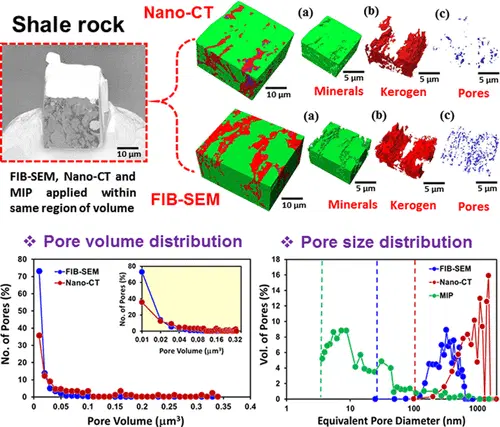 Shale rock
Nano-CT
(a)
(b)
(c)
10 μm
5 μm
5 μm
5 μm
Minerals
Kerogen
Pores
10 μm
FIB-SEM, Nano-CT and
MIP applied within
same region of volume
(a)
(b)
(c)
FIB-SEM
10 μm
5 μm
5 μm
5 μm
Minerals
Kerogen
Pores
❖ Pore volume distribution
No. of Pores (%)
80
70
60
50
40
30
20
10
0
FIB-SEM
Nano-CT
No. of Pores (%)
80
60
40
20
0
0.01 0.02 0.04 0.08 0.16 0.32
Pore Volume (μm³)
0 0.05 0.1 0.15 0.2 0.25 0.3 0.35 0.4
Pore Volume (μm³)
❖ Pore size distribution
Vol. of Pores (%)
18
16
14
12
10
8
6
4
2
0
FIB-SEM
Nano-CT
MIP
1 10 100 1000
Equivalent Pore Diameter (nm)